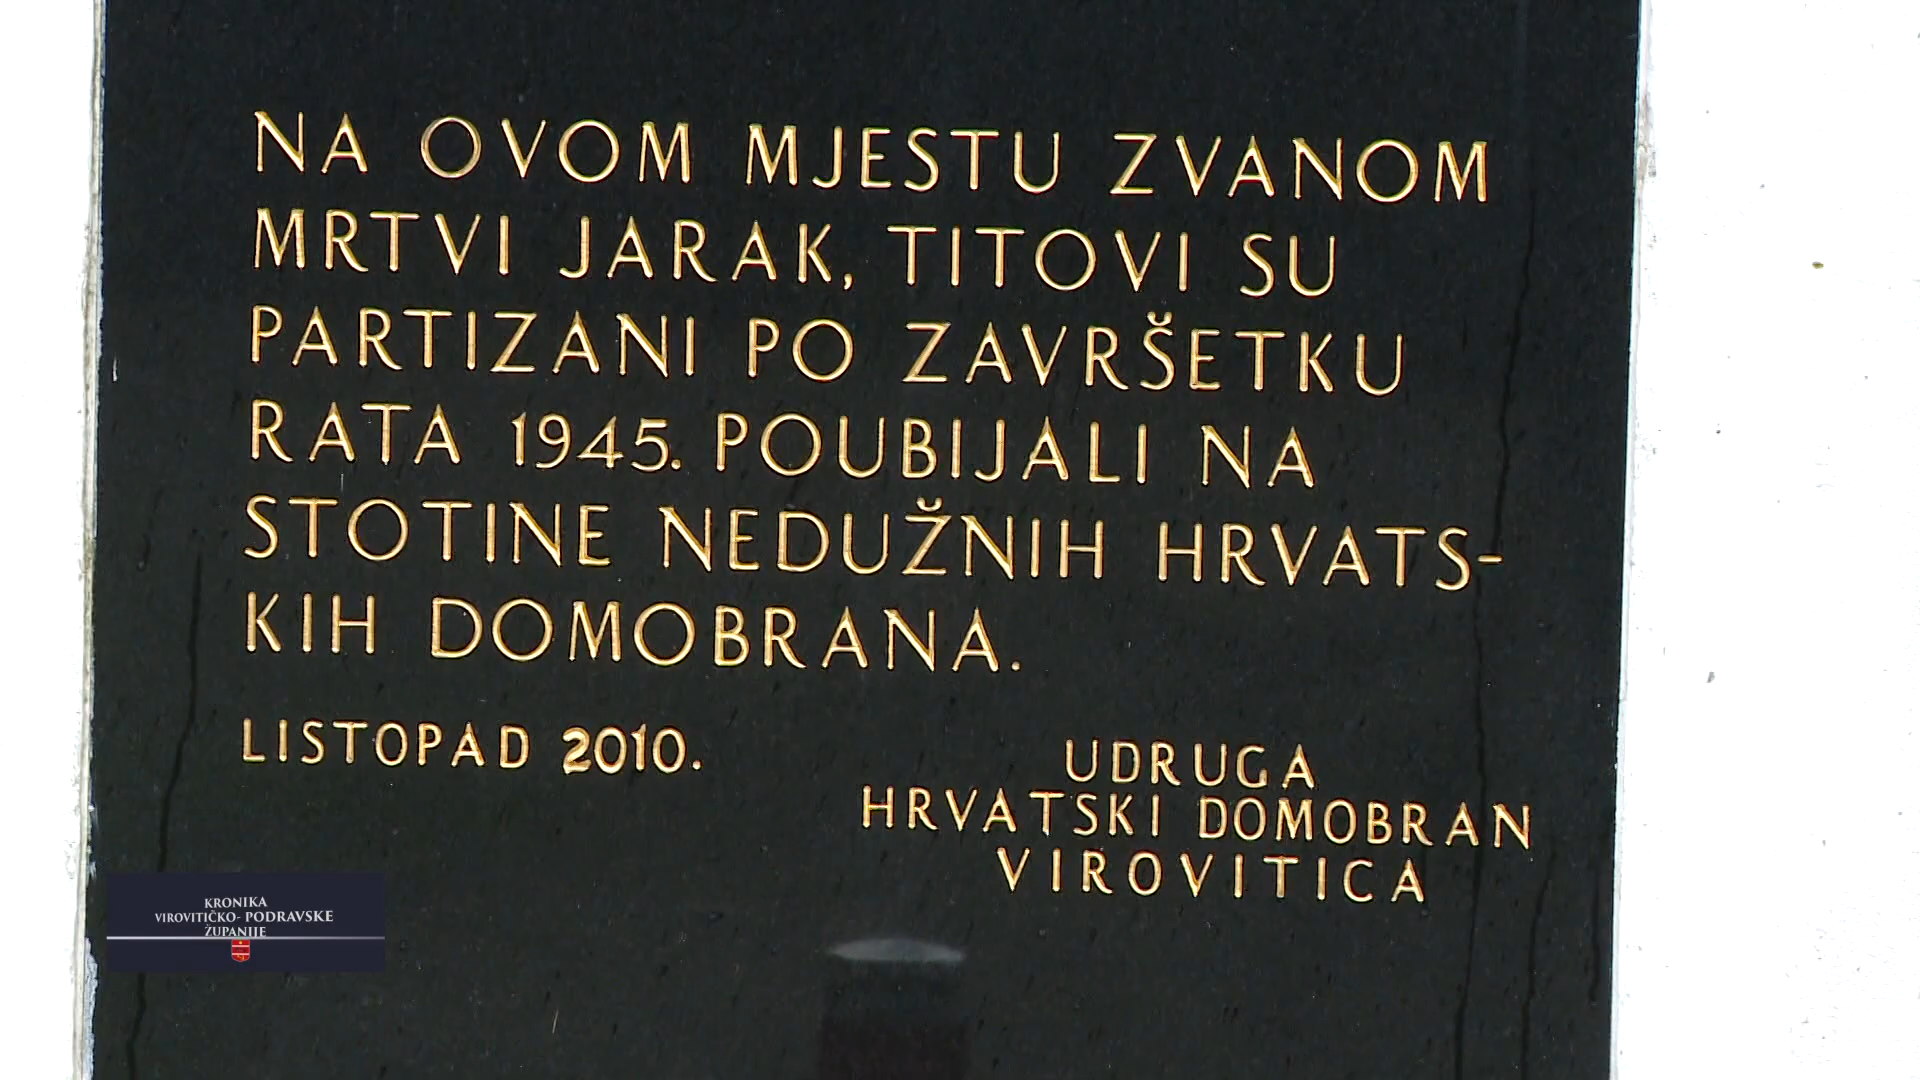 NA OVOM MJESTU ZVANOM
MRTVI JARAK, TITOVI SU
PARTIZANI PO ZAVRŠETKU
RATA 1945. POUBIJALI NA
STOTINE NEDUŽNIH HRVATS-
KIH DOMOBRANA.
LISTOPAD 2010.
UDRUGA
HRVATSKI DOMOBRAN
VIROVITICA
KRONIKA
VIROVITIČKO- PODRAVSKE
ŽUPANIJE